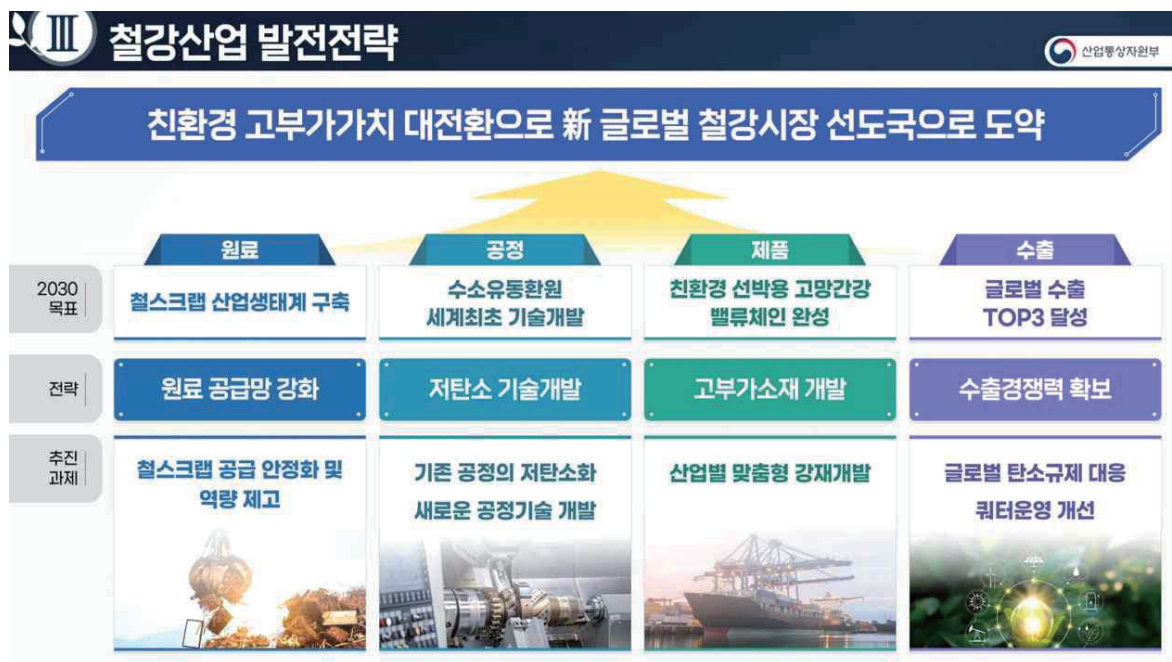 Ⅲ 철강산업 발전전략
산업통상자원부
친환경 고부가가치 대전환으로 新 글로벌 철강시장 선도국으로 도약
원료
공정
제품
수출
2030
목표
철스크랩 산업생태계 구축
수소유동환원
세계최초 기술개발
친환경 선박용 고망간강
밸류체인 완성
글로벌 수출
TOP3 달성
전략
원료 공급망 강화
저탄소 기술개발
고부가소재 개발
수출경쟁력 확보
추진
과제
철스크랩 공급 안정화 및
역량 제고
기존 공정의 저탄소화
새로운 공정기술 개발
산업별 맞춤형 강재개발
글로벌 탄소규제 대응
쿼터운영 개선